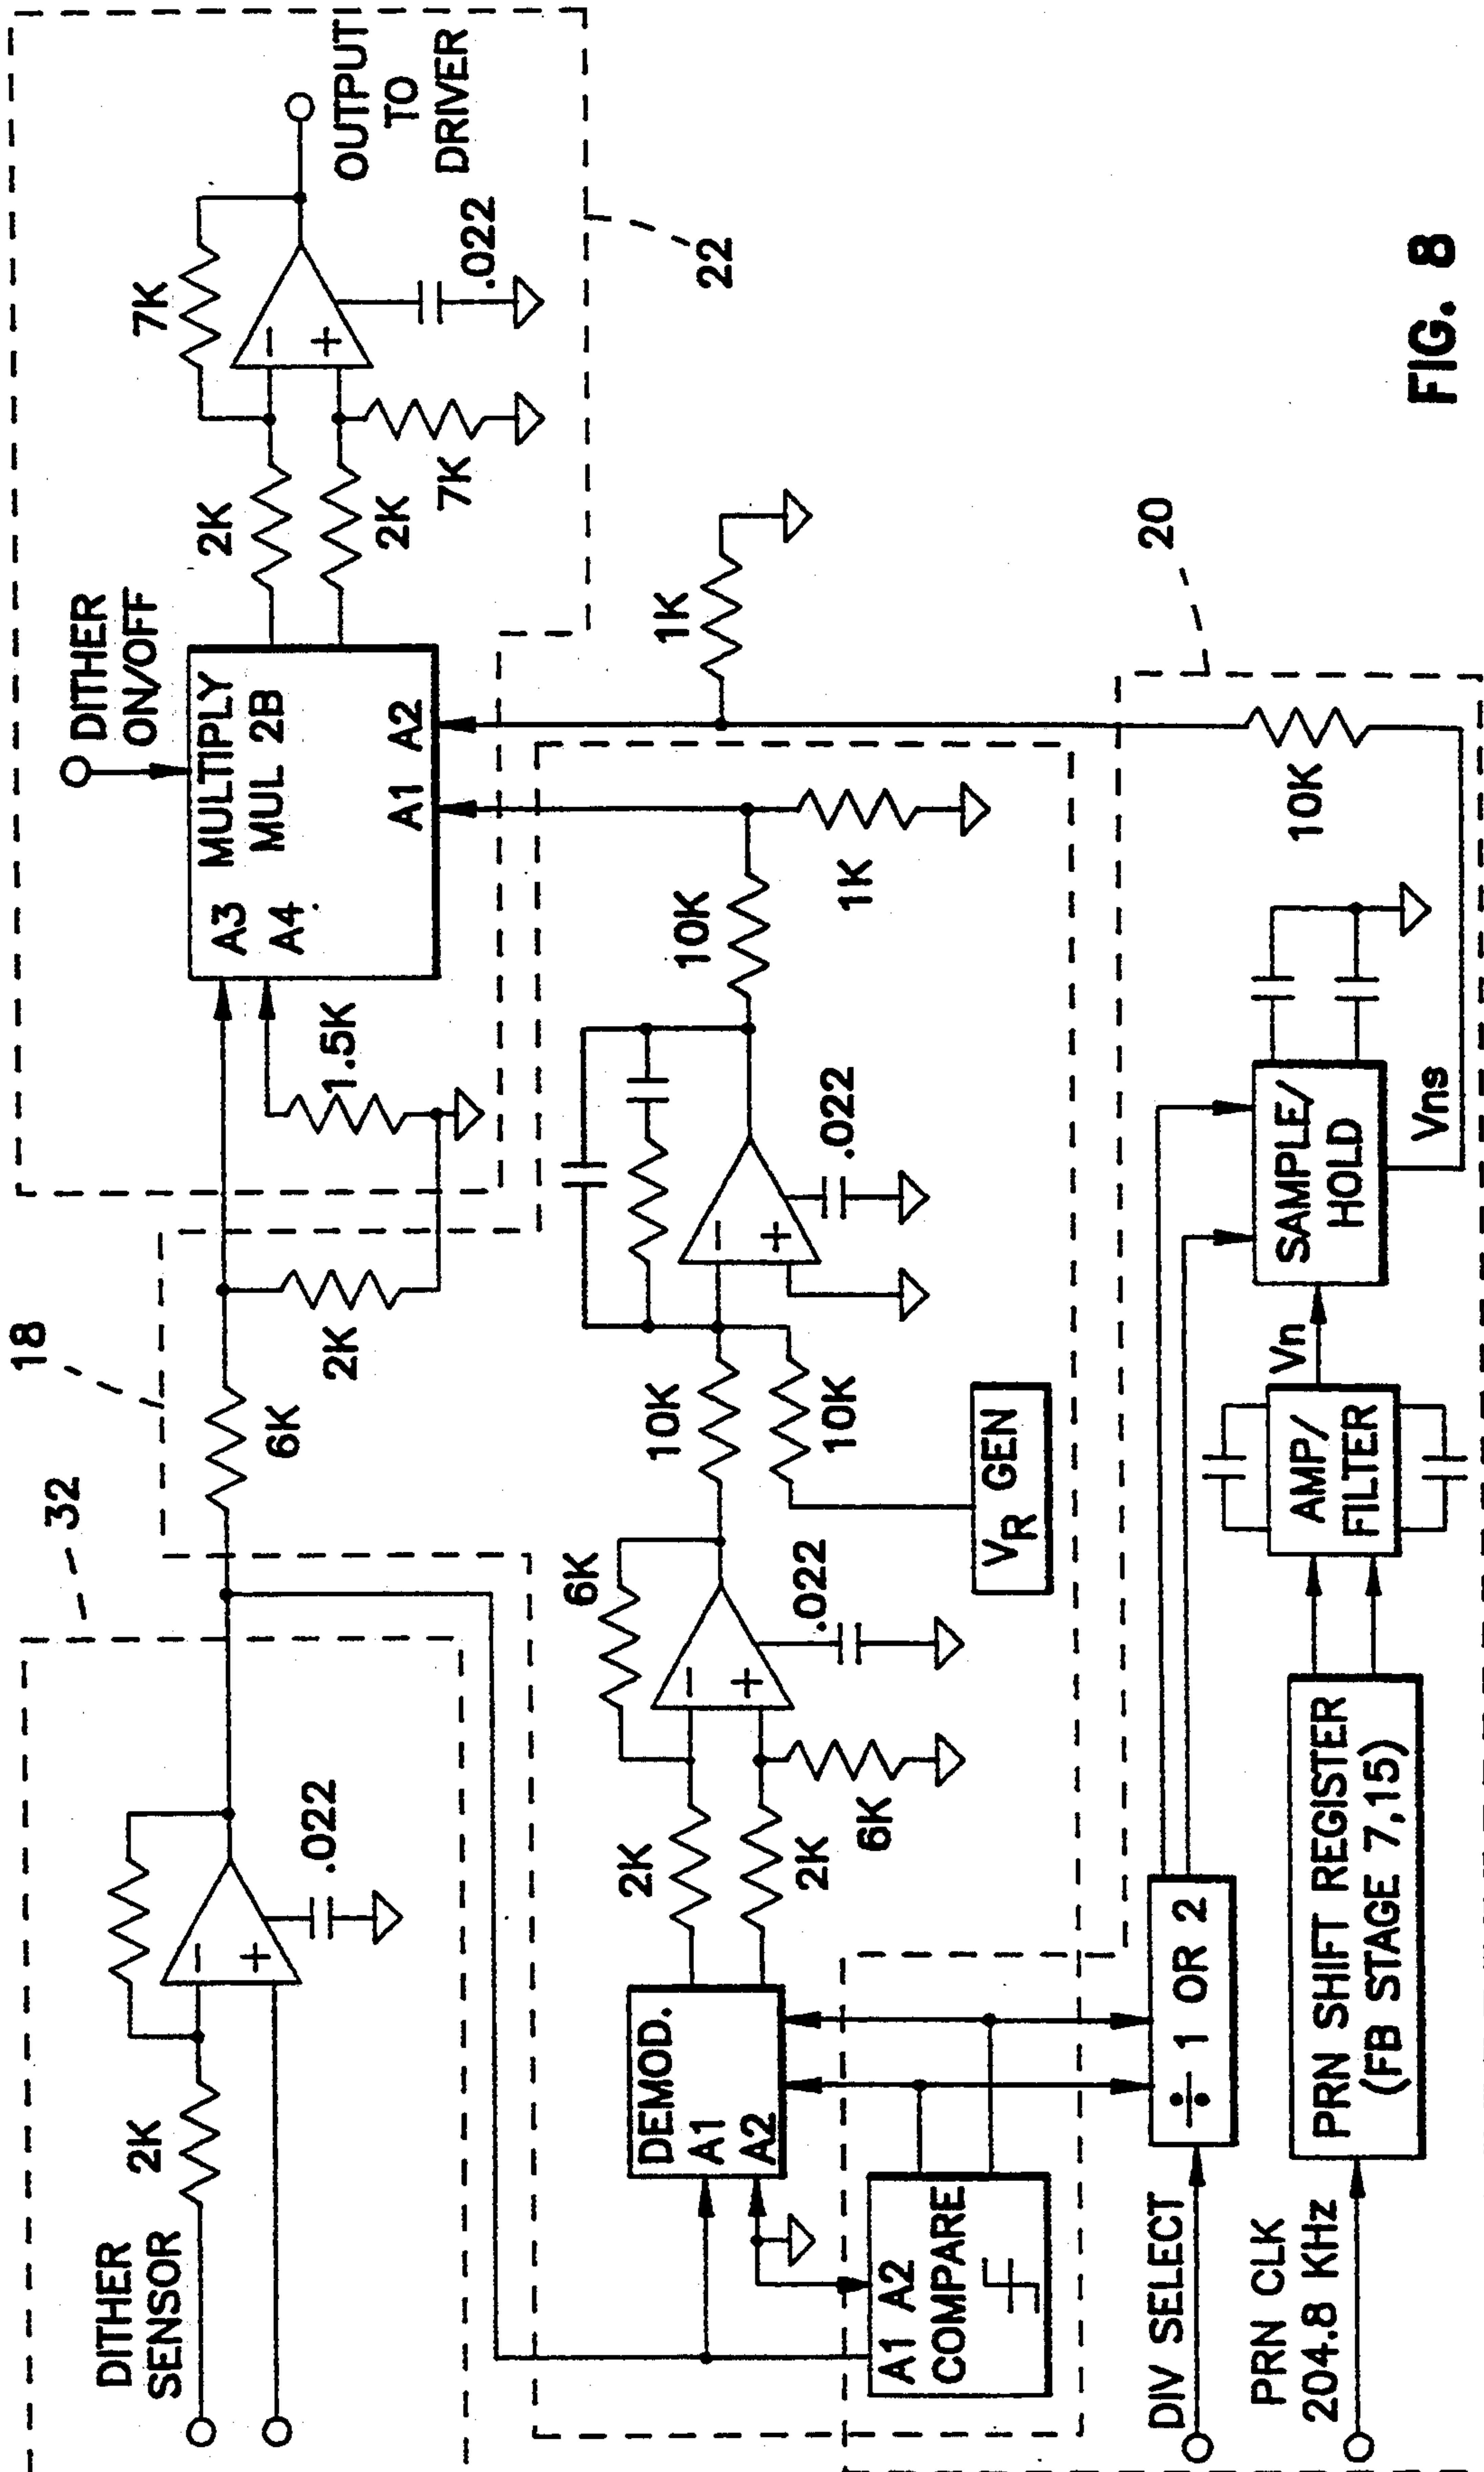 DITHER
SENSOR
2K
.022
32
18
6K
2K
1.5K
DITHER
ON/OFF
MULTIPLY
MUL 2B
A3
A4
A1 A2
2K
2K
7K
7K
− +
.022
OUTPUT
TO
DRIVER
22
DEMOD.
A1
A2
2K
2K
6K
6K
− +
.022
10K
10K
VR GEN
− +
.022
10K
1K
1K
A1 A2
COMPARE
DIV SELECT
÷ 1 OR 2
PRN CLK
204.8 KHz
PRN SHIFT REGISTER
(FB STAGE 7,15)
AMP/
FILTER
Vn
SAMPLE/
HOLD
Vns
10K
20
− +
FIG. 8